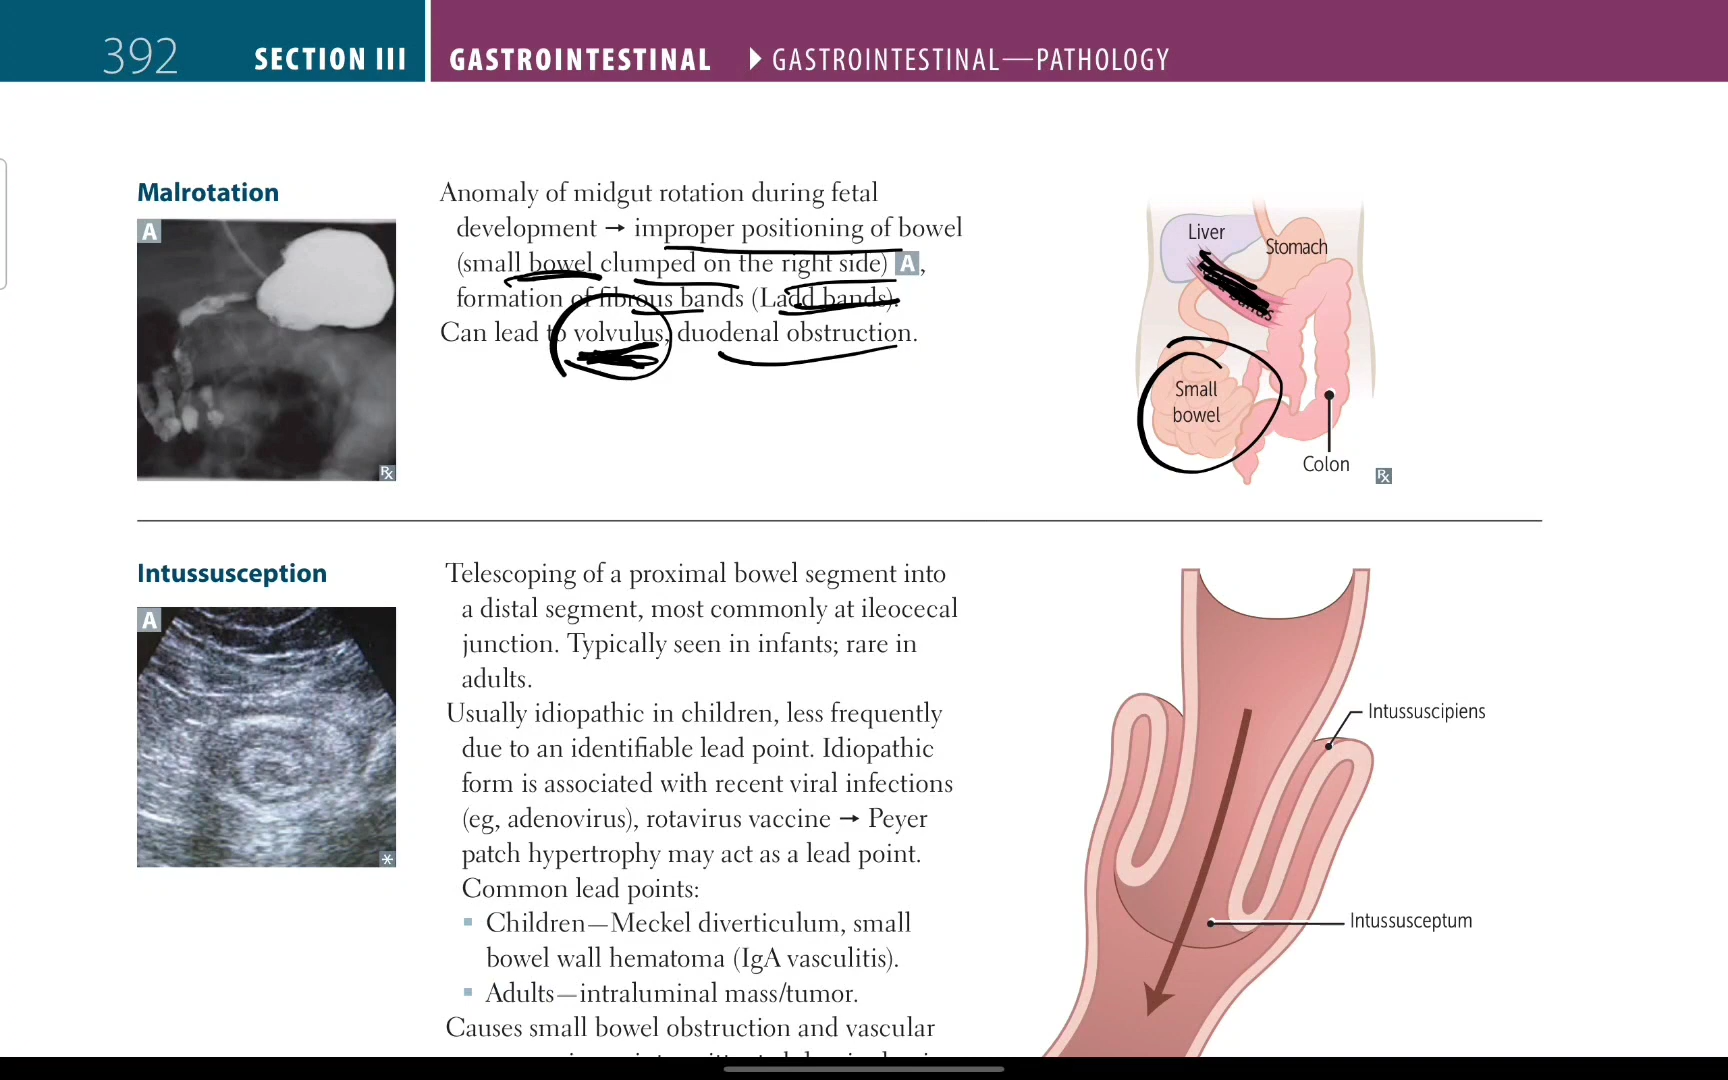 392 SECTION III GASTROINTESTINAL ▶ GASTROINTESTINAL—PATHOLOGY
Malrotation
A
Rx
Anomaly of midgut rotation during fetal
development → improper positioning of bowel
(small bowel clumped on the right side) A,
formation of fibrous bands (Ladd bands).
Can lead to volvulus, duodenal obstruction.
Liver
Stomach
Small
bowel
Colon
Rx
Intussusception
A
*
Telescoping of a proximal bowel segment into
a distal segment, most commonly at ileocecal
junction. Typically seen in infants; rare in
adults.
Usually idiopathic in children, less frequently
due to an identifiable lead point. Idiopathic
form is associated with recent viral infections
(eg, adenovirus), rotavirus vaccine → Peyer
patch hypertrophy may act as a lead point.
Common lead points:
▪ Children—Meckel diverticulum, small
bowel wall hematoma (IgA vasculitis).
▪ Adults—intraluminal mass/tumor.
Causes small bowel obstruction and vascular
Intussuscipiens
Intussusceptum